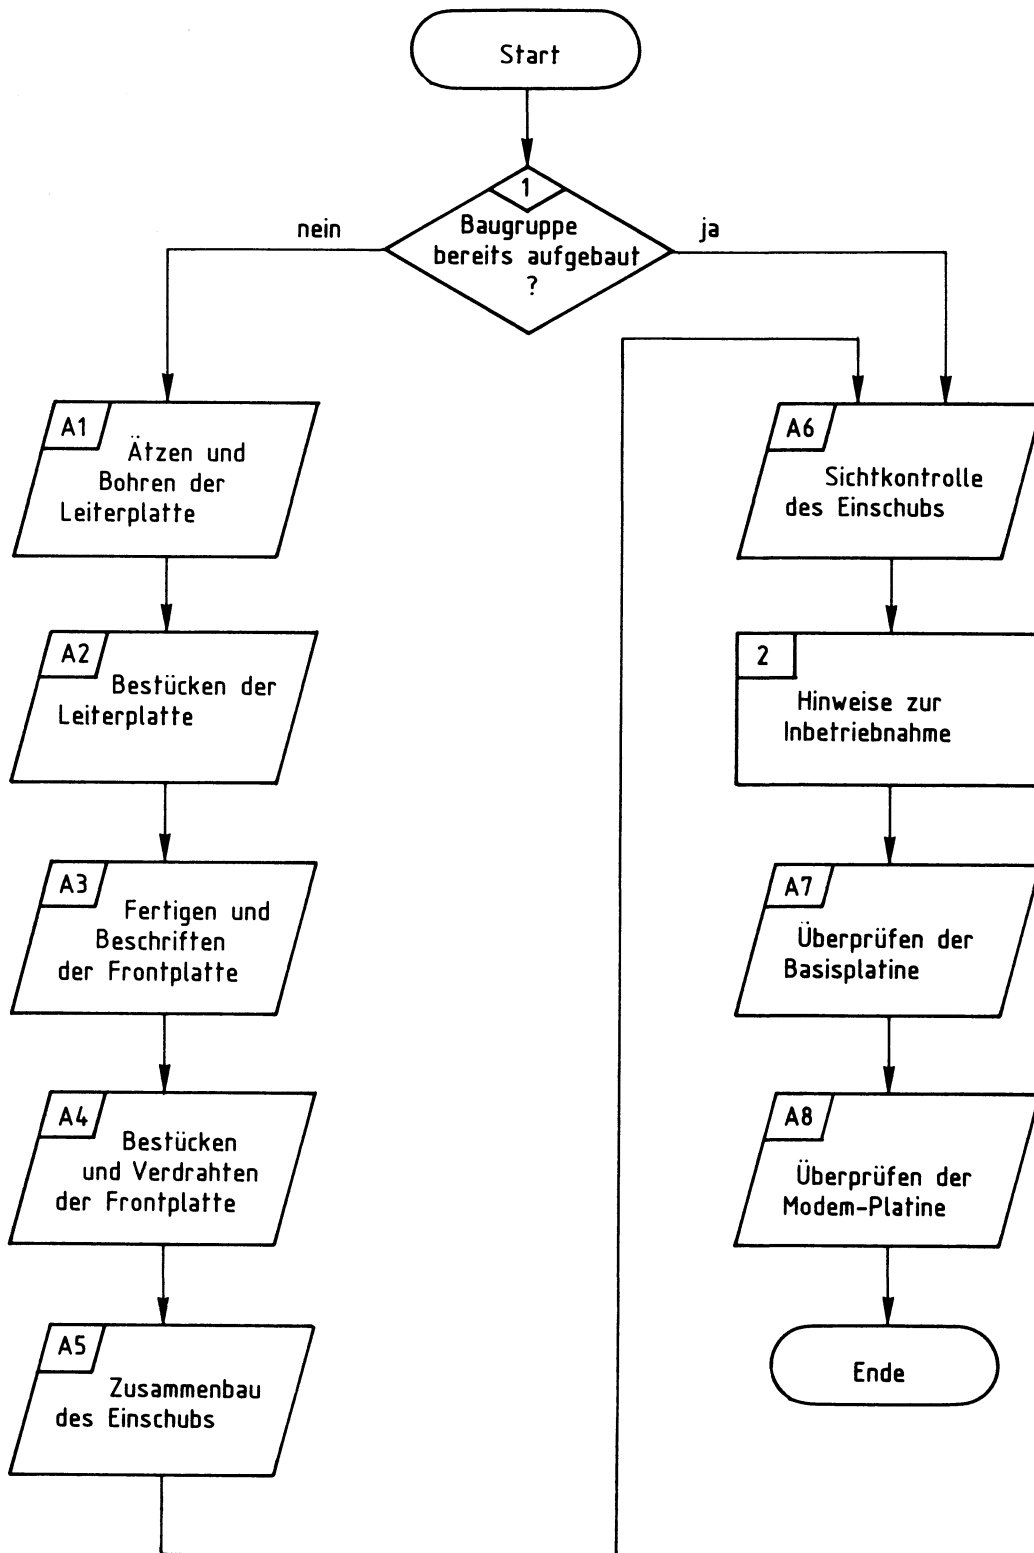 Start
1
Baugruppe
bereits aufgebaut
?
nein
ja
A1
Ätzen und
Bohren der
Leiterplatte
A2
Bestücken der
Leiterplatte
A3
Fertigen und
Beschriften
der Frontplatte
A4
Bestücken
und Verdrahten
der Frontplatte
A5
Zusammenbau
des Einschubs
A6
Sichtkontrolle
des Einschubs
2
Hinweise zur
Inbetriebnahme
A7
Überprüfen der
Basisplatine
A8
Überprüfen der
Modem-Platine
Ende